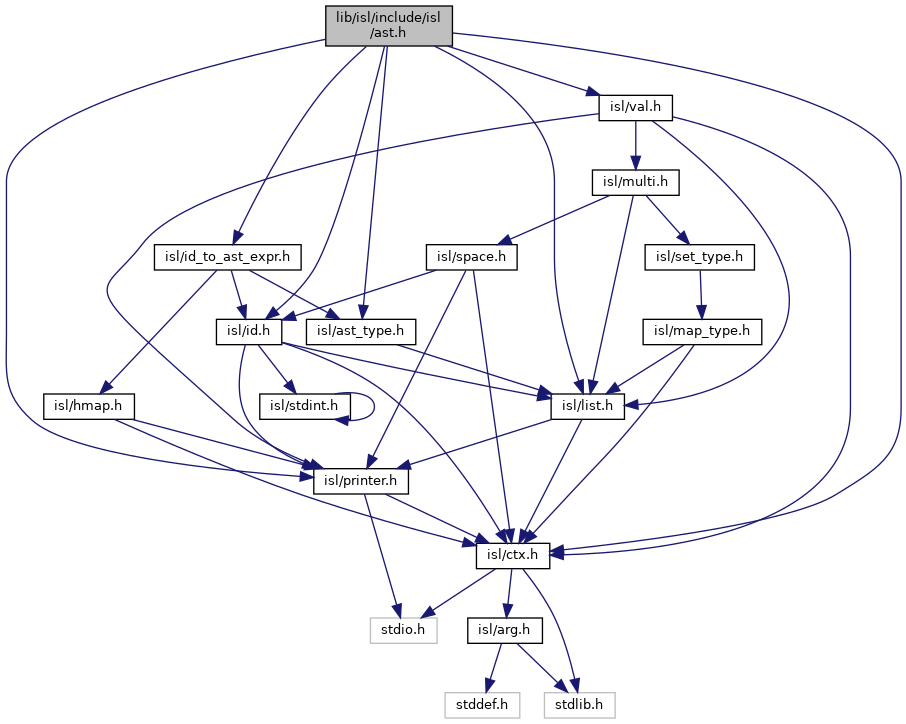 lib/isl/include/isl
/ast.h
isl/val.h
isl/multi.h
isl/id_to_ast_expr.h
isl/space.h
isl/set_type.h
isl/id.h
isl/ast_type.h
isl/map_type.h
isl/hmap.h
isl/stdint.h
isl/list.h
isl/printer.h
isl/ctx.h
stdio.h
isl/arg.h
stddef.h
stdlib.h